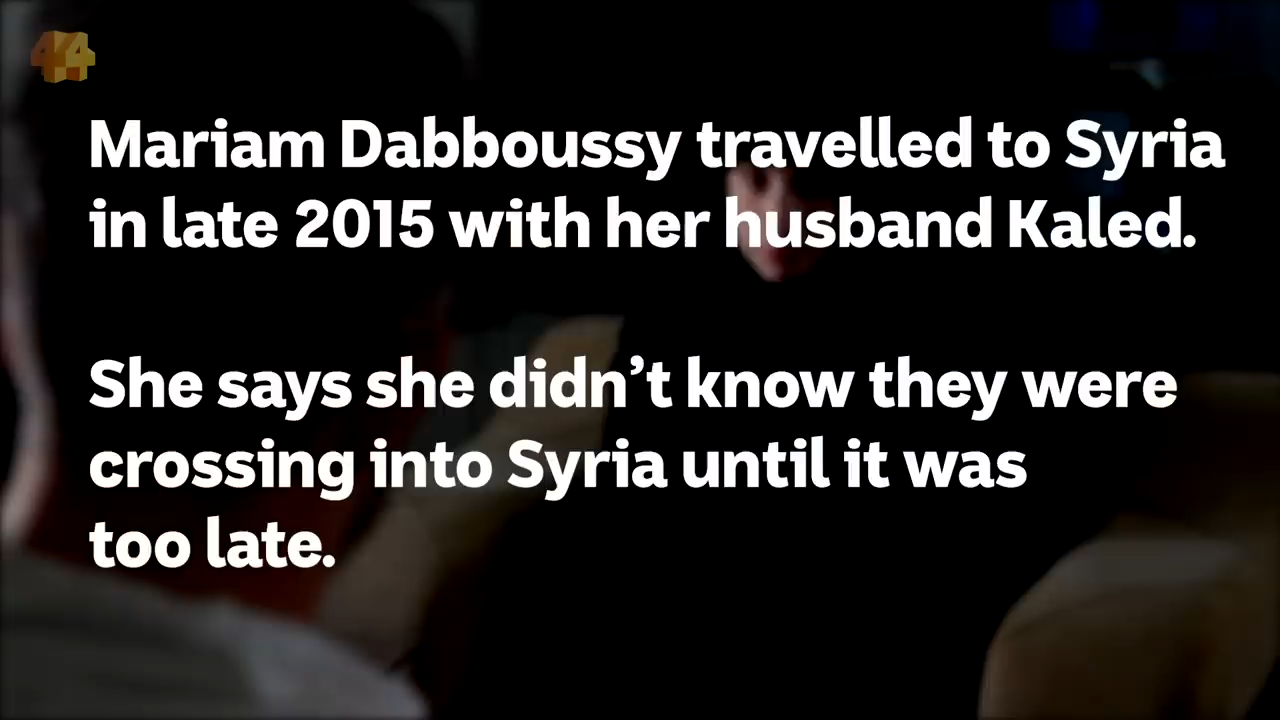 Mariam Dabboussy travelled to Syria
in late 2015 with her husband Kaled.
She says she didn’t know they were
crossing into Syria until it was
too late.